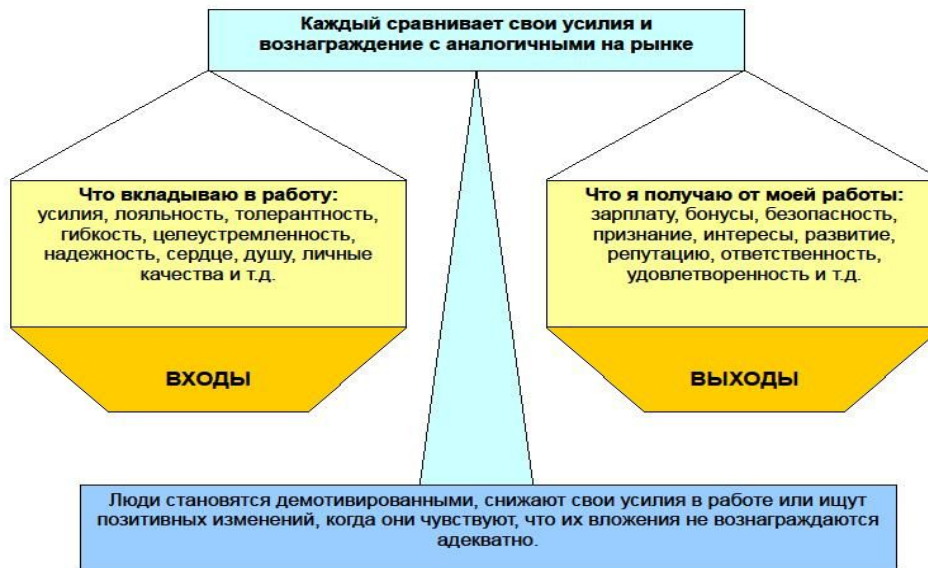 Каждый сравнивает свои усилия и
вознаграждение с аналогичными на рынке
Что вкладываю в работу:
усилия, лояльность, толерантность,
гибкость, целеустремленность,
надежность, сердце, душу, личные
качества и т.д.
ВХОДЫ
Что я получаю от моей работы:
зарплату, бонусы, безопасность,
признание, интересы, развитие,
репутацию, ответственность,
удовлетворенность и т.д.
ВЫХОДЫ
Люди становятся демотивированными, снижают свои усилия в работе или ищут
позитивных изменений, когда они чувствуют, что их вложения не вознаграждаются
адекватно.